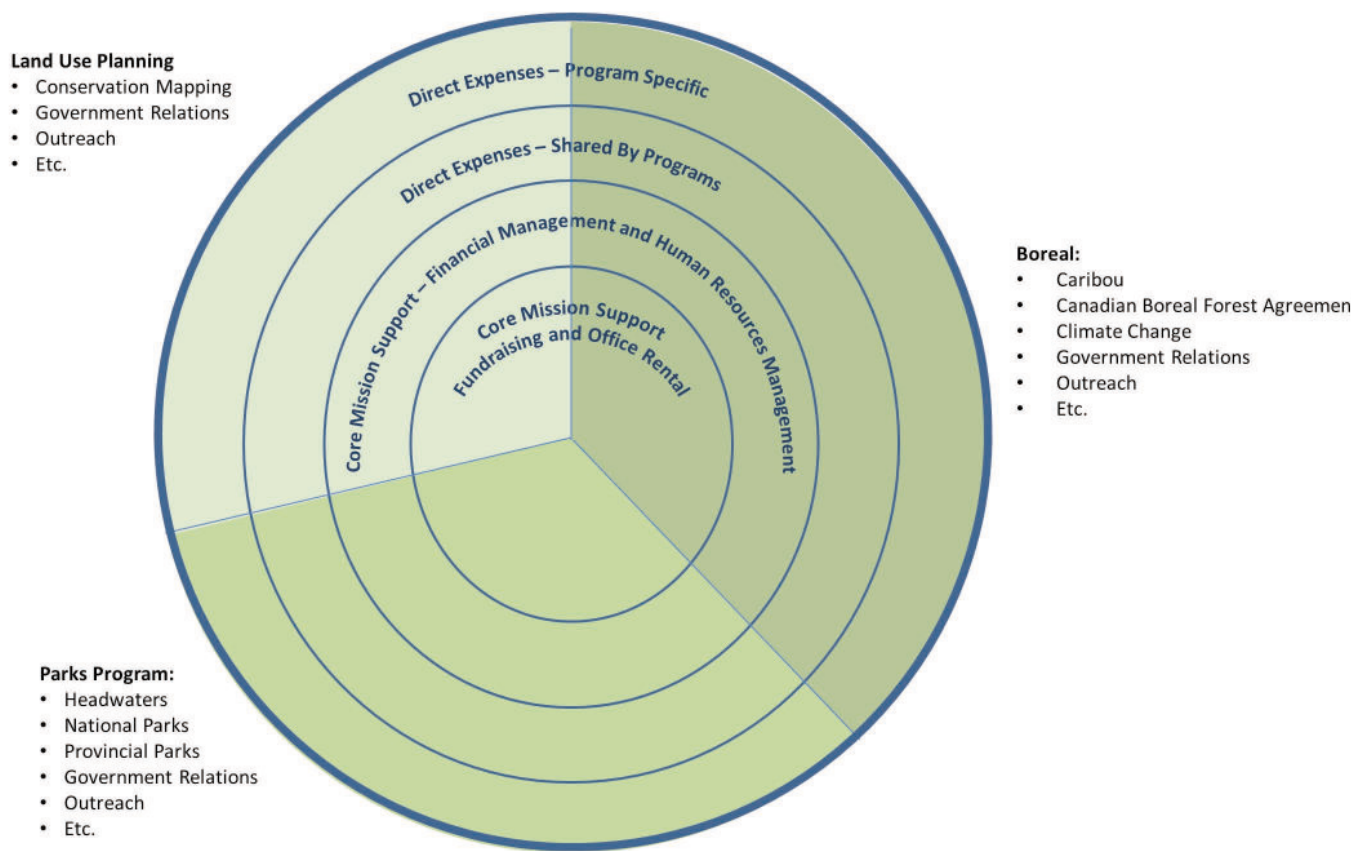 Land Use Planning
• Conservation Mapping
• Government Relations
• Outreach
• Etc.
Direct Expenses – Program Specific
Direct Expenses – Shared By Programs
Core Mission Support – Financial Management and Human Resources Management
Core Mission Support
Fundraising and Office Rental
Boreal:
• Caribou
• Canadian Boreal Forest Agreemen
• Climate Change
• Government Relations
• Outreach
• Etc.
Parks Program:
• Headwaters
• National Parks
• Provincial Parks
• Government Relations
• Outreach
• Etc.